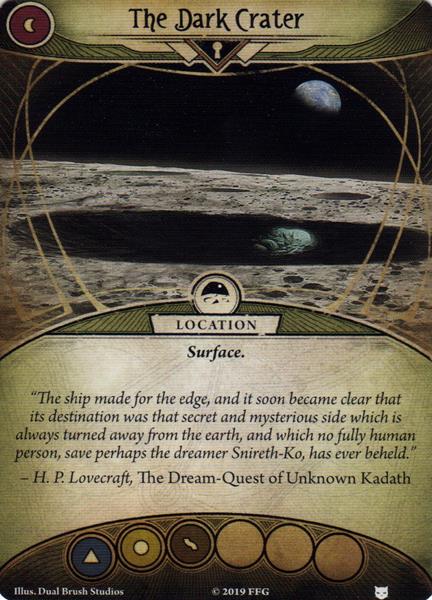 The Dark Crater
LOCATION
Surface.
“The ship made for the edge, and it soon became clear that
its destination was that secret and mysterious side which is
always turned away from the earth, and which no fully human
person, save perhaps the dreamer Snireth-Ko, has ever beheld.”
– H. P. Lovecraft, The Dream-Quest of Unknown Kadath
Illus. Dual Brush Studios © 2019 FFG